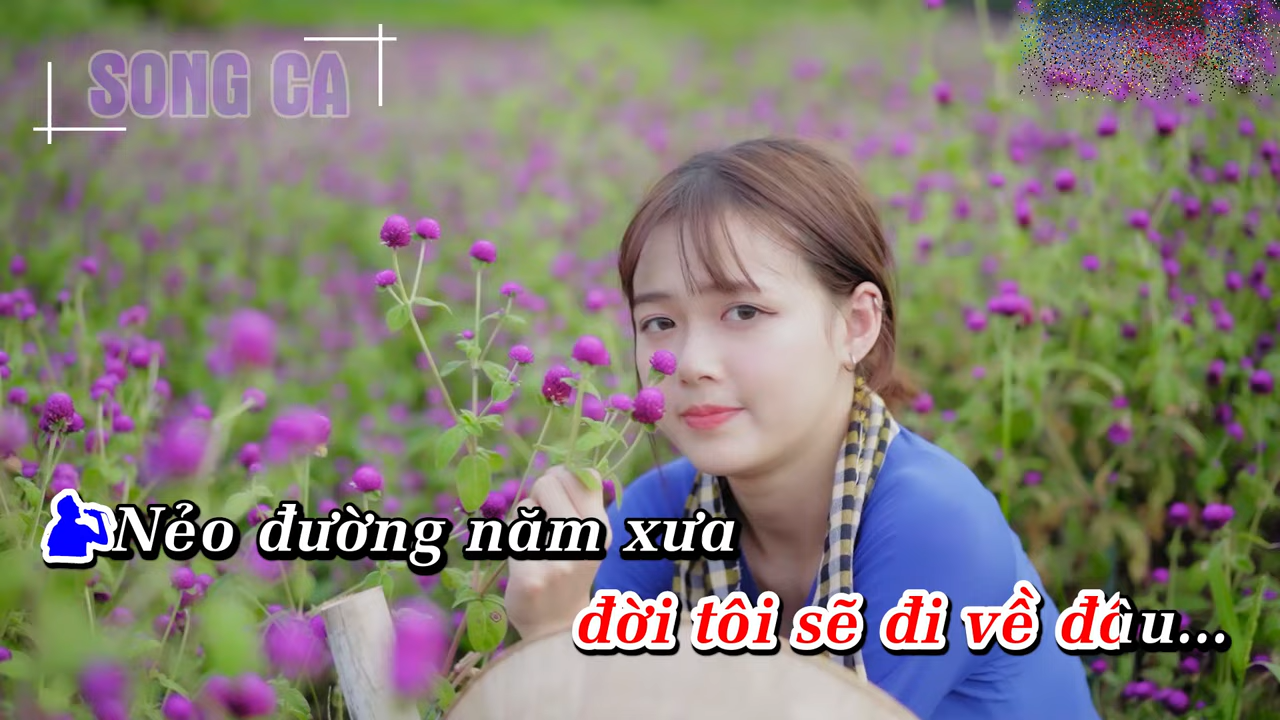 SONG CA
Nẻo đường năm xưa
đời tôi sẽ đi về đâu...